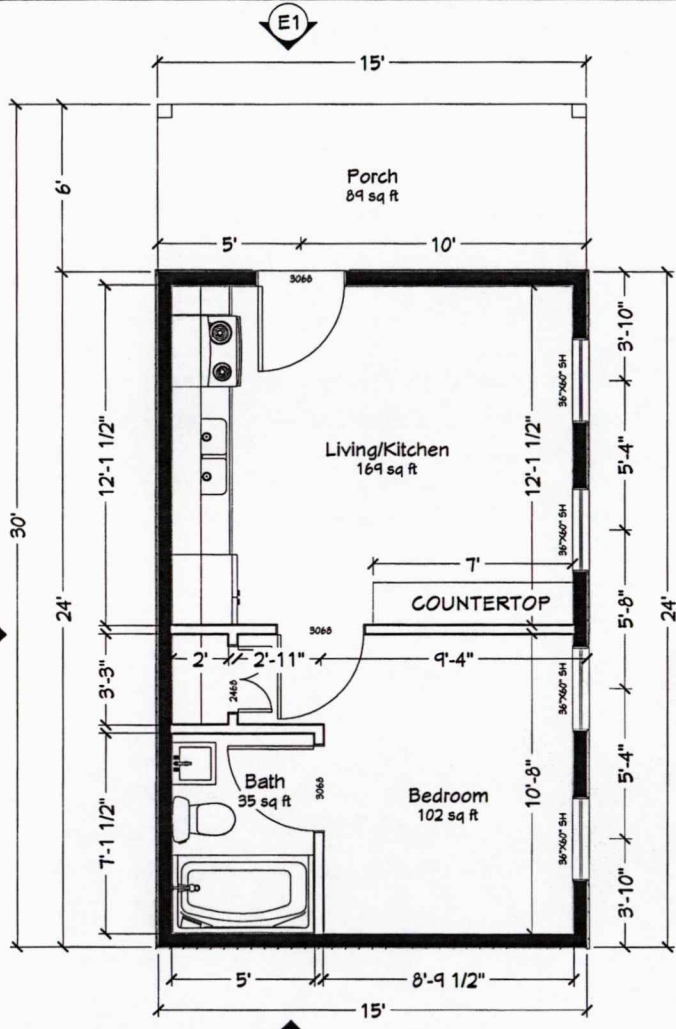 E1
15'
Porch
89 sq ft
6'
5'
10'
3068
3'-10"
36"X60" SH
12'-1 1/2"
12'-1 1/2"
Living/Kitchen
169 sq ft
5'-4"
36"X60" SH
30'
24'
24'
7'
COUNTERTOP
5'-8"
3068
2'
2'-11"
9'-4"
3'-3"
2468
36"X60" SH
5'-4"
Bath
35 sq ft
3068
Bedroom
102 sq ft
10'-8"
7'-1 1/2"
36"X60" SH
3'-10"
5'
8'-9 1/2"
15'